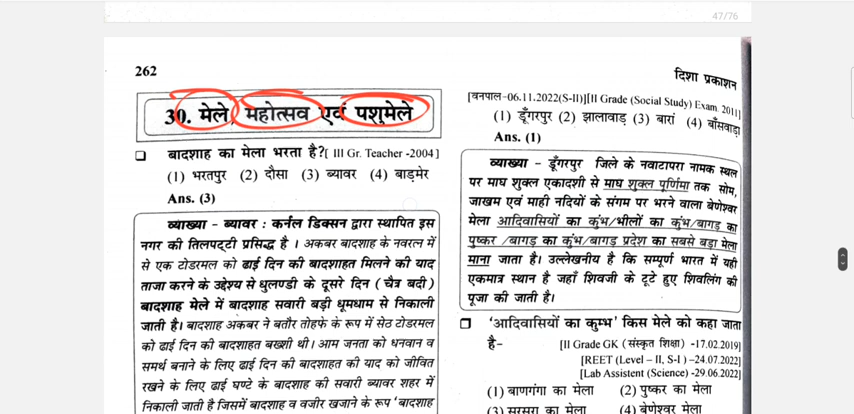 47/76
262
दिशा प्रकाशन
30. मेले महोत्सव एवं पशुमेले
❑ बादशाह का मेला भरता है?[ III Gr. Teacher -2004]
(1) भरतपुर (2) दौसा (3) ब्यावर (4) बाड़मेर
Ans. (3)
व्याख्या – ब्यावर : कर्नल डिक्सन द्वारा स्थापित इस
नगर की तिलपट्टी प्रसिद्ध है । अकबर बादशाह के नवरत्न में
से एक टोडरमल को ढाई दिन की बादशाहत मिलने की याद
ताजा करने के उद्देश्य से धुलण्डी के दूसरे दिन ( चैत्र बदी )
बादशाह मेले में बादशाह सवारी बड़ी धूमधाम से निकाली
जाती है। बादशाह अकबर ने बतौर तोहफे के रूप में सेठ टोडरमल
को ढाई दिन की बादशाहत बख्शी थी। आम जनता को धनवान व
समर्थ बनाने के लिए ढाई दिन की बादशाहत की याद को जीवित
रखने के लिए ढाई घण्टे के बादशाह की सवारी ब्यावर शहर में
निकाली जाती है जिसमें बादशाह व वजीर खजाने के रूप 'बादशाह
[वनपाल-06.11.2022(S-II)][II Grade (Social Study) Exam. 2011]
(1) डूँगरपुर (2) झालावाड़ (3) बारां (4) बाँसवाड़ा
Ans. (1)
व्याख्या – डूँगरपुर जिले के नवाटापरा नामक स्थल
पर माघ शुक्ल एकादशी से माघ शुक्ल पूर्णिमा तक सोम,
जाखम एवं माही नदियों के संगम पर भरने वाला बेणेश्वर
मेला आदिवासियों का कुंभ/भीलों का कुंभ/बागड़ का
पुष्कर /बागड़ का कुंभ/बागड़ प्रदेश का सबसे बड़ा मेला
माना जाता है। उल्लेखनीय है कि सम्पूर्ण भारत में यही
एकमात्र स्थान है जहाँ शिवजी के टूटे हुए शिवलिंग की
पूजा की जाती है।
❑ 'आदिवासियों का कुम्भ' किस मेले को कहा जाता
है- [II Grade GK (संस्कृत शिक्षा) -17.02.2019]
[REET (Level – II, S-I ) -24.07.2022]
[Lab Assistent (Science) -29.06.2022]
(1) बाणगंगा का मेला (2) पुष्कर का मेला
(3) सरसरा का मेला (4) बेणेश्वर मेला